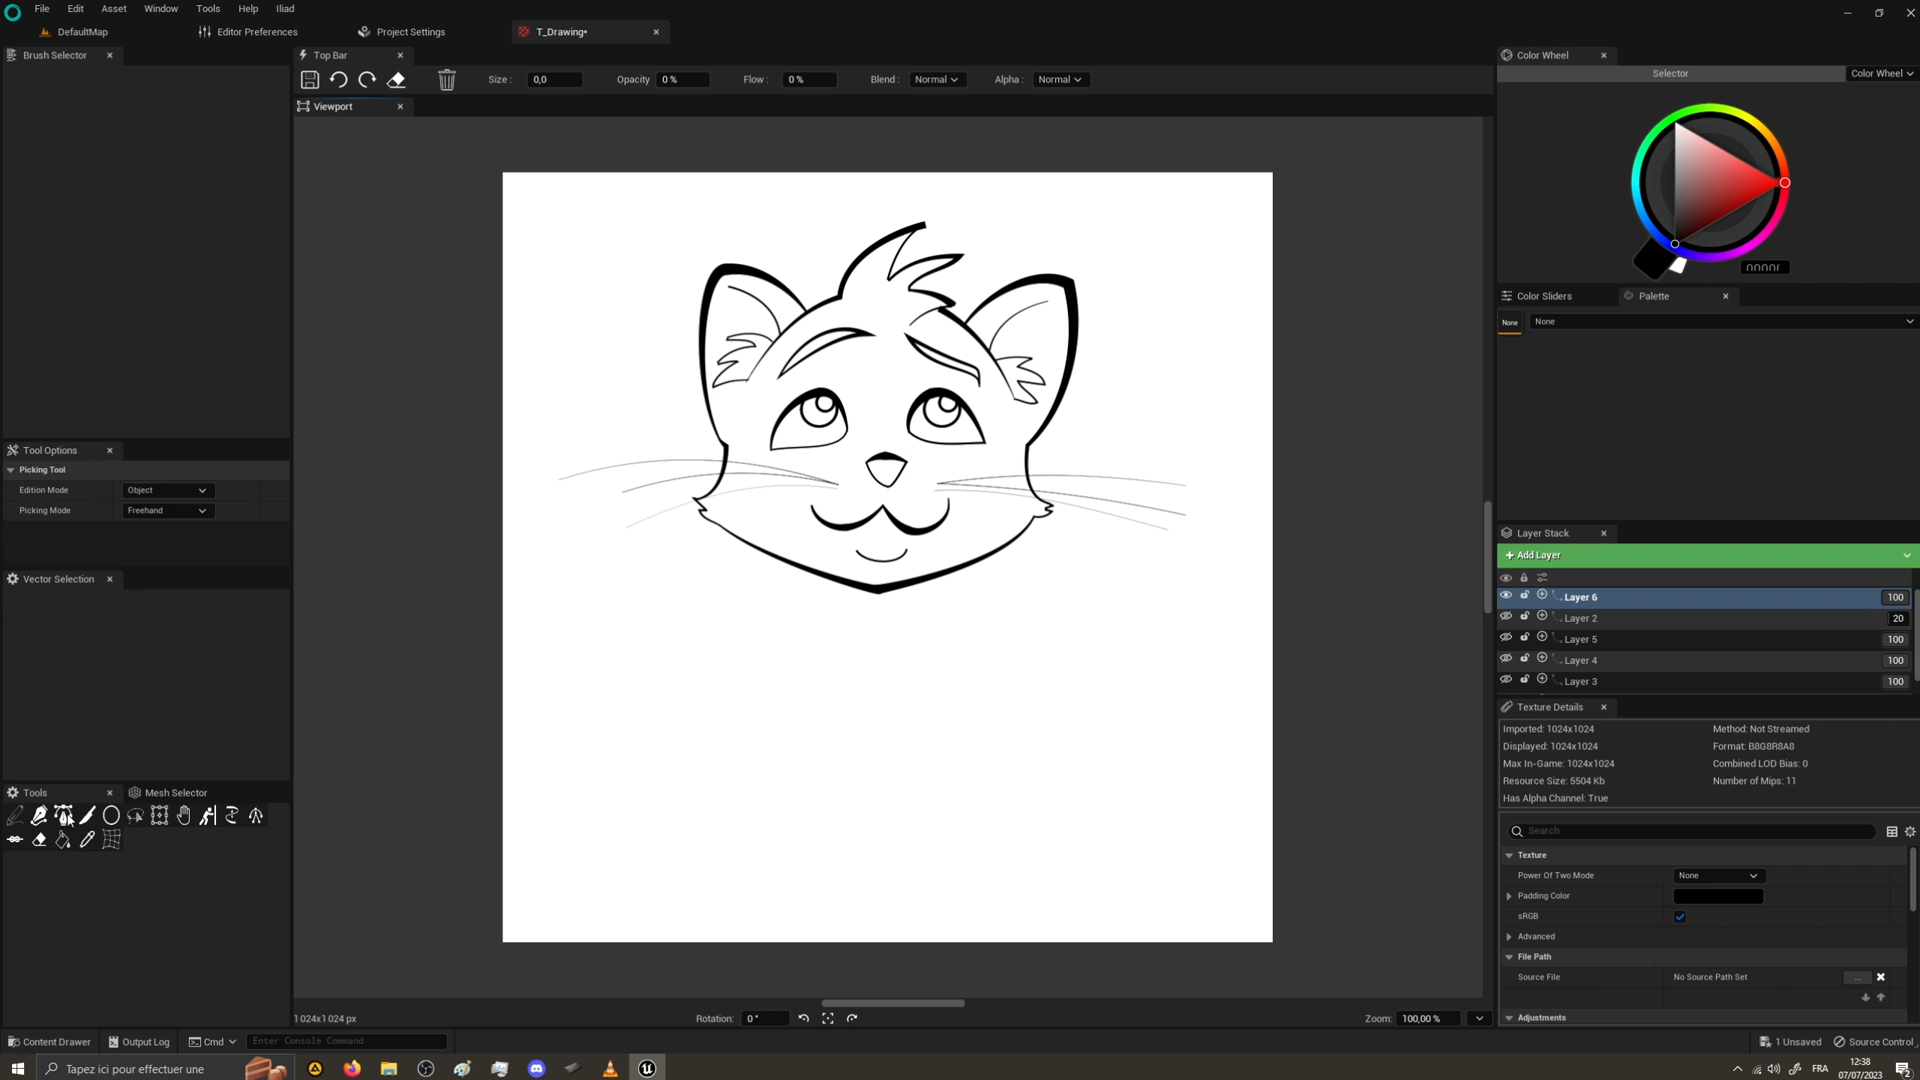 File Edit Asset Window Tools Help Iliad
DefaultMap Editor Preferences Project Settings T_Drawing•
Brush Selector Top Bar Color Wheel
Size : 0,0 Opacity 0 % Flow : 0 % Blend : Normal Alpha : Normal
Selector Color Wheel
Viewport
Color Sliders Palette
None None
Tool Options
Picking Tool
Edition Mode Object
Picking Mode Freehand
Layer Stack
Add Layer
Vector Selection
Layer 6 100
Layer 2 20
Layer 5 100
Layer 4 100
Layer 3 100
Texture Details
Imported: 1024x1024 Method: Not Streamed
Displayed: 1024x1024 Format: B8G8R8A8
Max In-Game: 1024x1024 Combined LOD Bias: 0
Resource Size: 5504 Kb Number of Mips: 11
Has Alpha Channel: True
Tools Mesh Selector
Search
Texture
Power Of Two Mode None
Padding Color
sRGB
Advanced
File Path
Source File No Source Path Set ...
Adjustments
1 024x1 024 px Rotation: 0 ° Zoom: 100,00 %
Content Drawer Output Log Cmd Enter Console Command 1 Unsaved Source Control
Tapez ici pour effectuer une FRA 12:38
07/07/2023 2